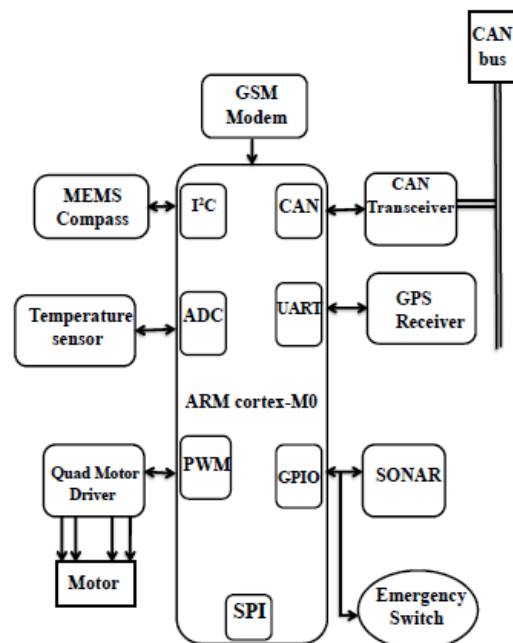 CAN
bus
GSM
Modem
MEMS
Compass
I²C
CAN
CAN
Transceiver
Temperature
sensor
ADC
UART
GPS
Receiver
ARM cortex-M0
Quad Motor
Driver
PWM
GPIO
SONAR
Motor
SPI
Emergency
Switch